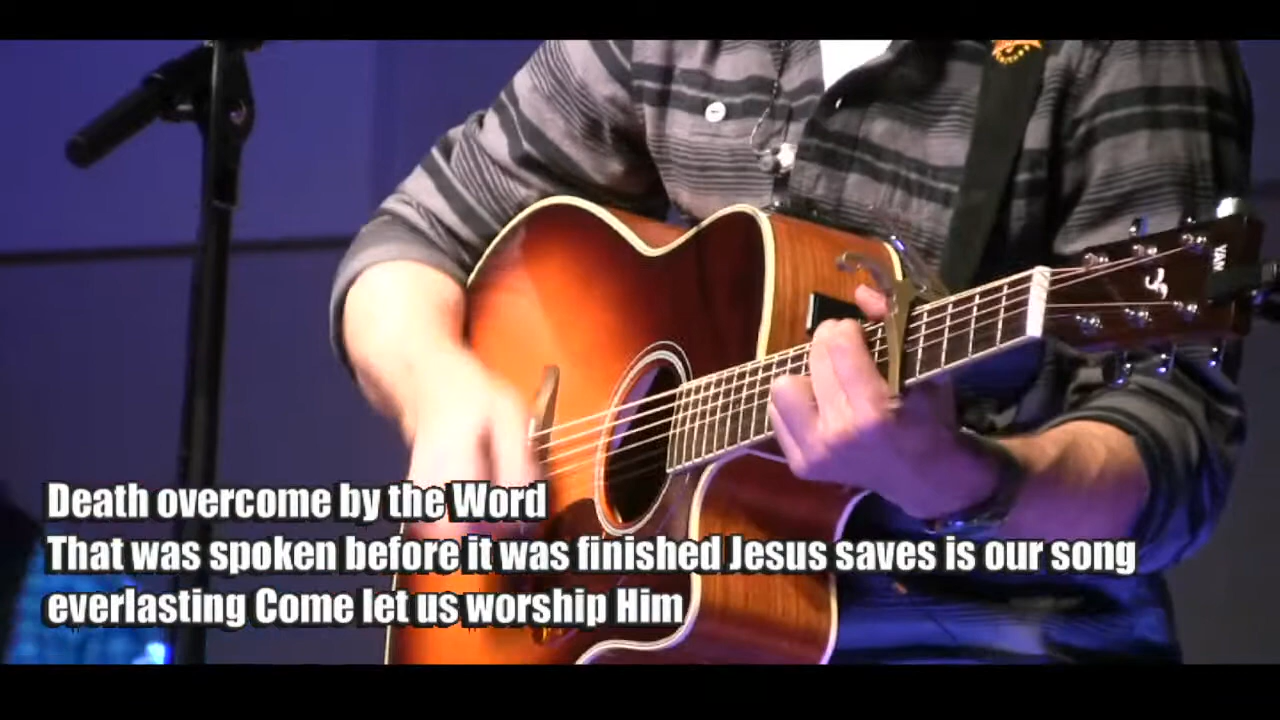 Death overcome by the Word
That was spoken before it was finished Jesus saves is our song
everlasting Come let us worship Him